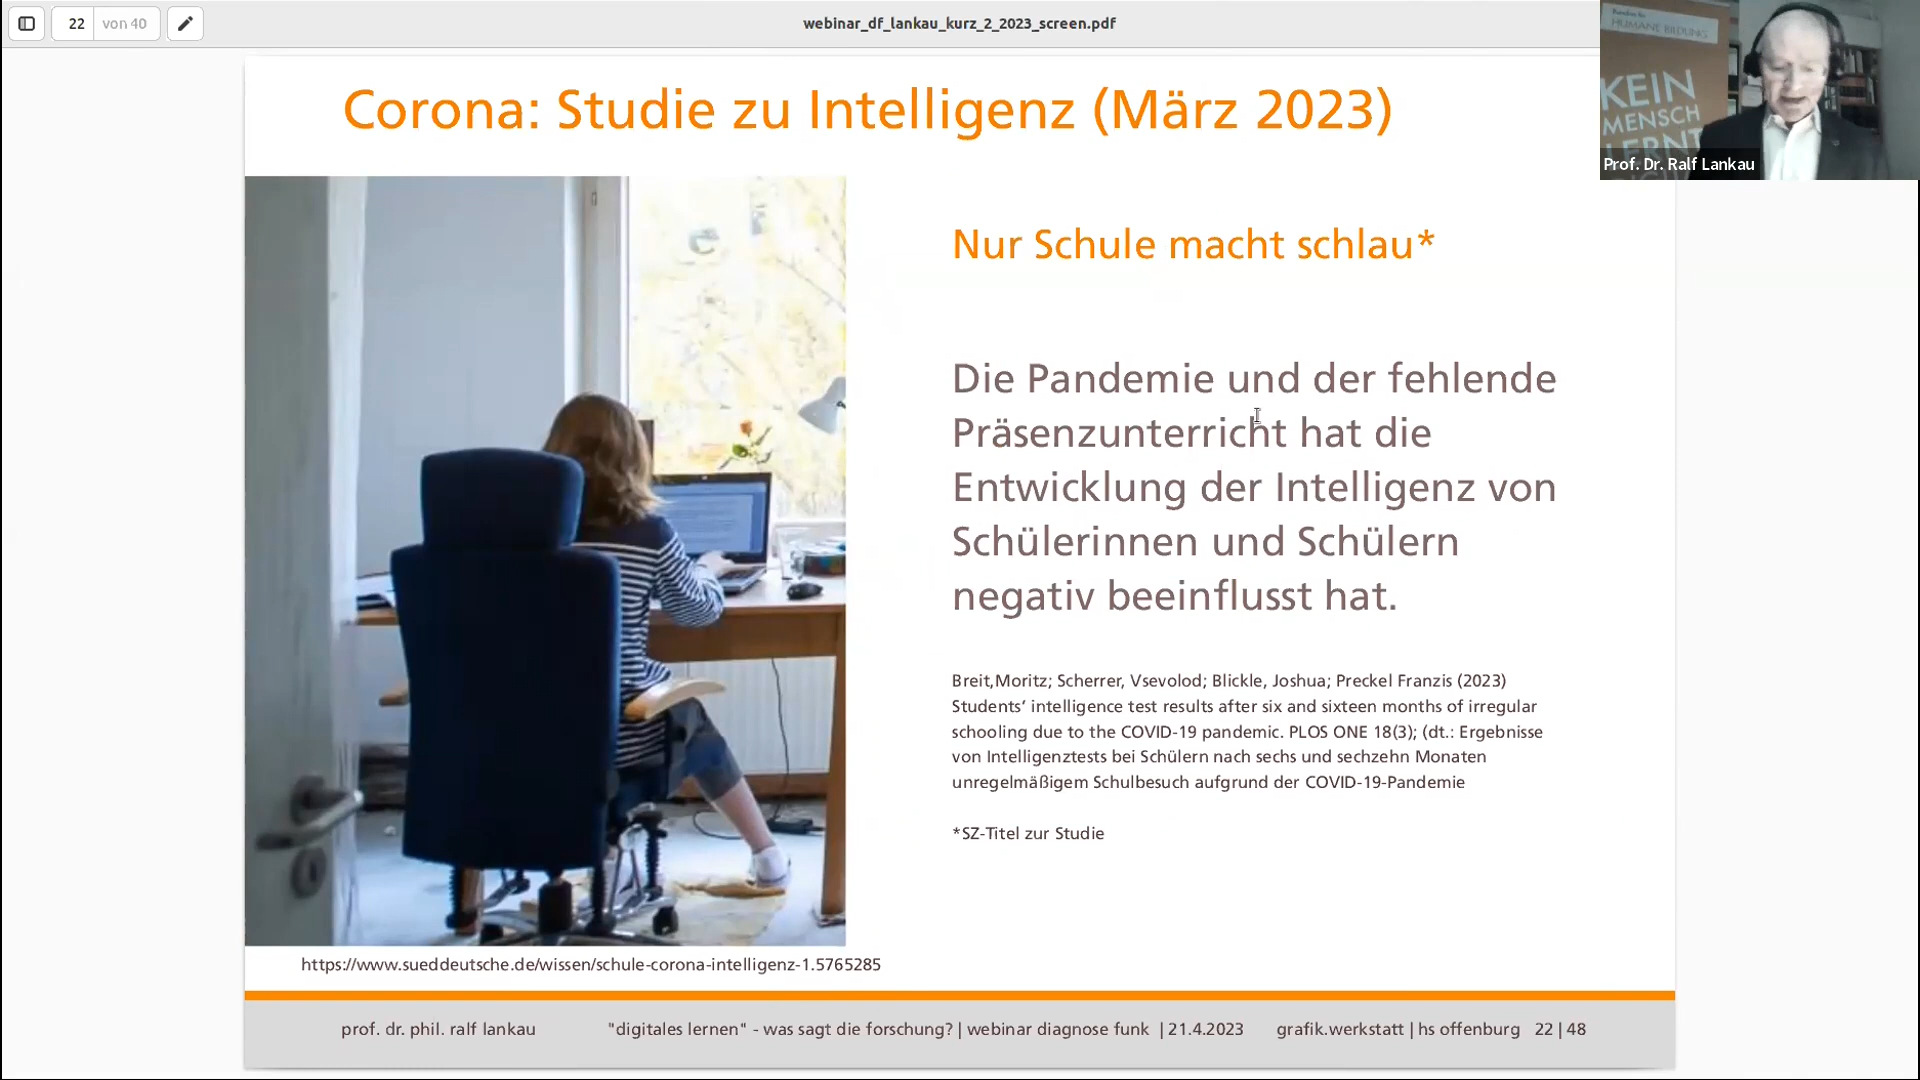 22 von 40
webinar_df_lankau_kurz_2_2023_screen.pdf
HUMANE BILDUNG
KEIN
MENSCH
LERNT
Prof. Dr. Ralf Lankau
Corona: Studie zu Intelligenz (März 2023)
Nur Schule macht schlau*
Die Pandemie und der fehlende
Präsenzunterricht hat die
Entwicklung der Intelligenz von
Schülerinnen und Schülern
negativ beeinflusst hat.
Breit,Moritz; Scherrer, Vsevolod; Blickle, Joshua; Preckel Franzis (2023)
Students‘ intelligence test results after six and sixteen months of irregular
schooling due to the COVID-19 pandemic. PLOS ONE 18(3); (dt.: Ergebnisse
von Intelligenztests bei Schülern nach sechs und sechzehn Monaten
unregelmäßigem Schulbesuch aufgrund der COVID-19-Pandemie
*SZ-Titel zur Studie
https://www.sueddeutsche.de/wissen/schule-corona-intelligenz-1.5765285
prof. dr. phil. ralf lankau "digitales lernen" - was sagt die forschung? | webinar diagnose funk | 21.4.2023 grafik.werkstatt | hs offenburg 22 | 48